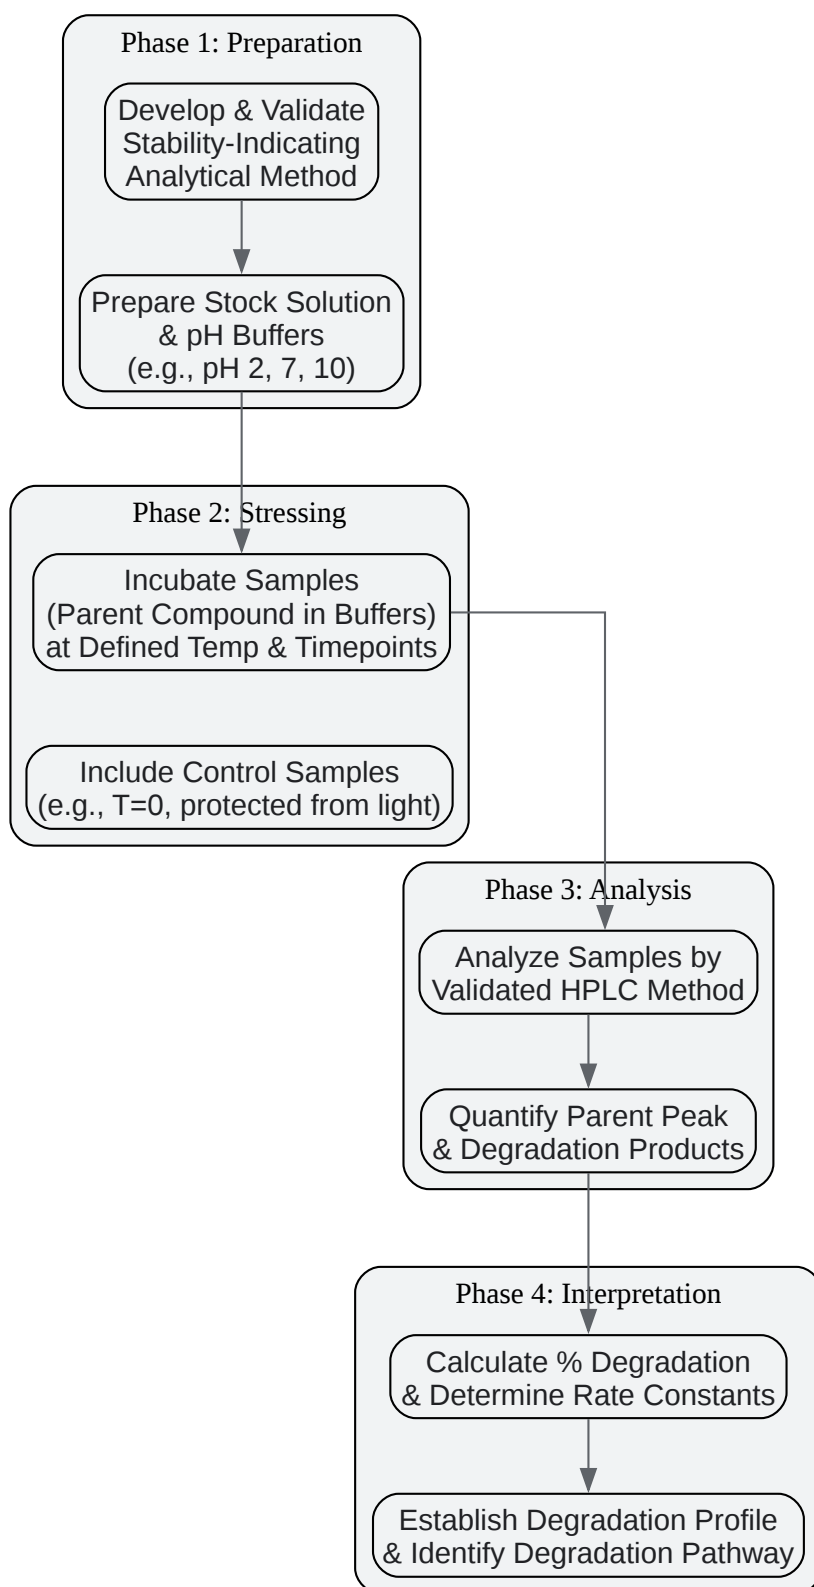 Phase 1: Preparation
Develop & Validate
Stability-Indicating
Analytical Method
Prepare Stock Solution
& pH Buffers
(e.g., pH 2, 7, 10)
Phase 2: Stressing
Incubate Samples
(Parent Compound in Buffers)
at Defined Temp & Timepoints
Include Control Samples
(e.g., T=0, protected from light)
Phase 3: Analysis
Analyze Samples by
Validated HPLC Method
Quantify Parent Peak
& Degradation Products
Phase 4: Interpretation
Calculate % Degradation
& Determine Rate Constants
Establish Degradation Profile
& Identify Degradation Pathway